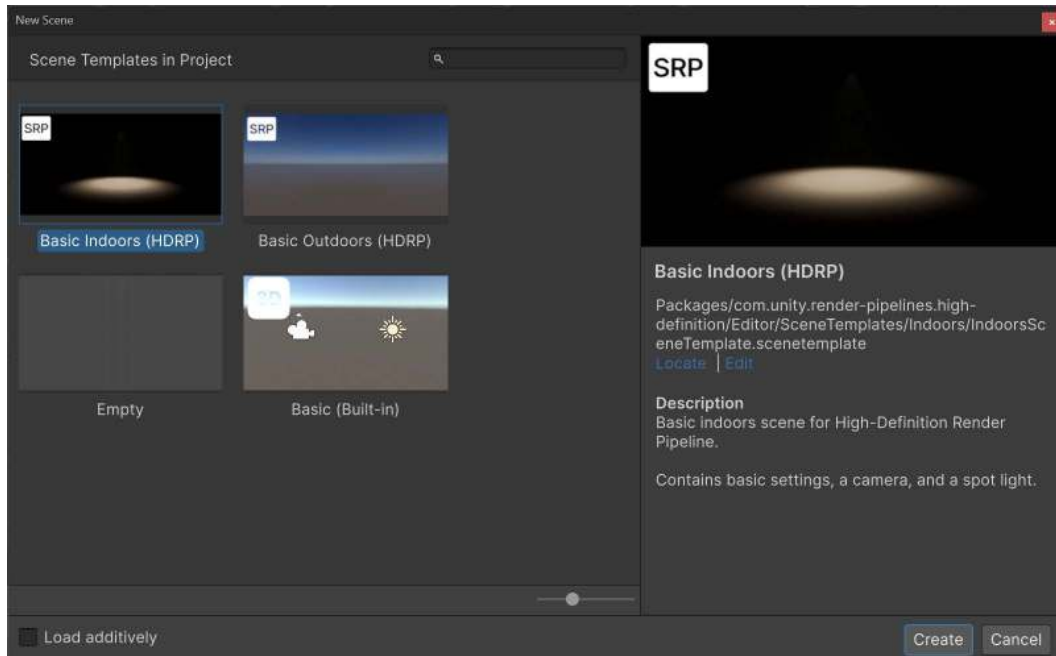 New Scene
Scene Templates in Project
SRP
SRP
Basic Indoors (HDRP)
Basic Outdoors (HDRP)
3D
Empty
Basic (Built-in)
SRP
Basic Indoors (HDRP)
Packages/com.unity.render-pipelines.high-
definition/Editor/SceneTemplates/Indoors/IndoorsSc
eneTemplate.scenetemplate
Locate | Edit
Description
Basic indoors scene for High-Definition Render
Pipeline.
Contains basic settings, a camera, and a spot light.
Load additively
Create
Cancel